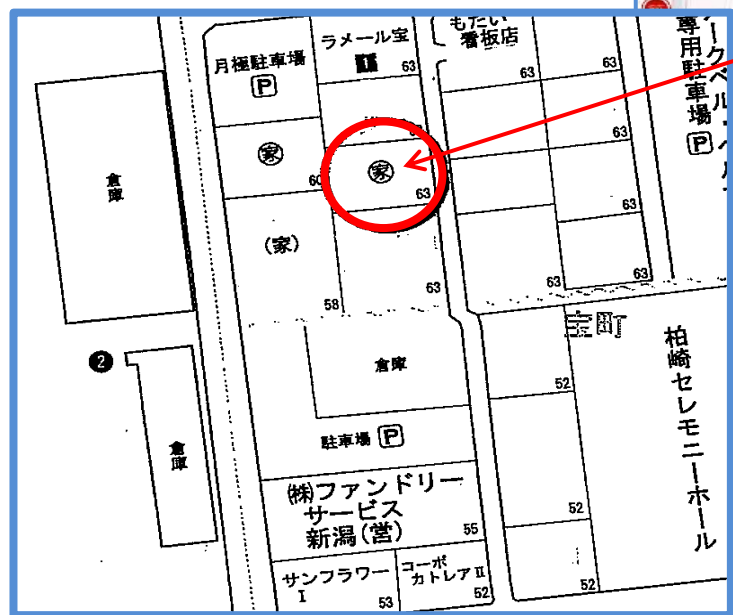 月極駐車場
P
ラメール宝
63
もたい
看板店
63
63
専用駐車場
P
倉庫
家
60
家
63
63
63
(家)
58
63
63
63
宝町
❷
倉庫
倉庫
52
柏崎セレモニーホール
駐車場 P
(株)ファンドリー
サービス
新潟(営)
55
52
サンフラワー
I
53
コーポ
カトレアⅡ
52
52